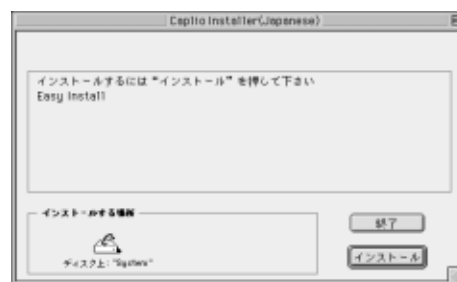 Caplio Installer(Japanese)
インストールするには “インストール” を押して下さい
Easy Install
インストールする場所
ディスク上: "System"
終了
インストール